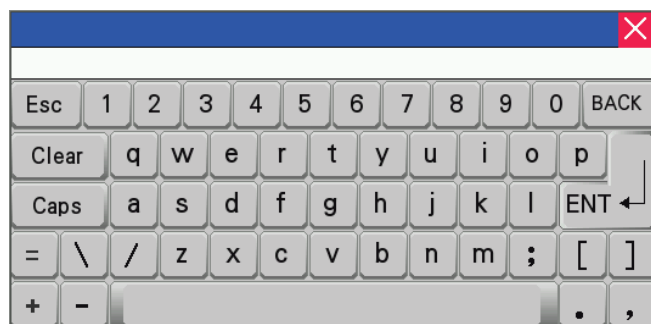 Esc 1 2 3 4 5 6 7 8 9 0 BACK
Clear q w e r t y u i o p
Caps a s d f g h j k l ENT
= \ / z x c v b n m ; [ ]
+ - . ,